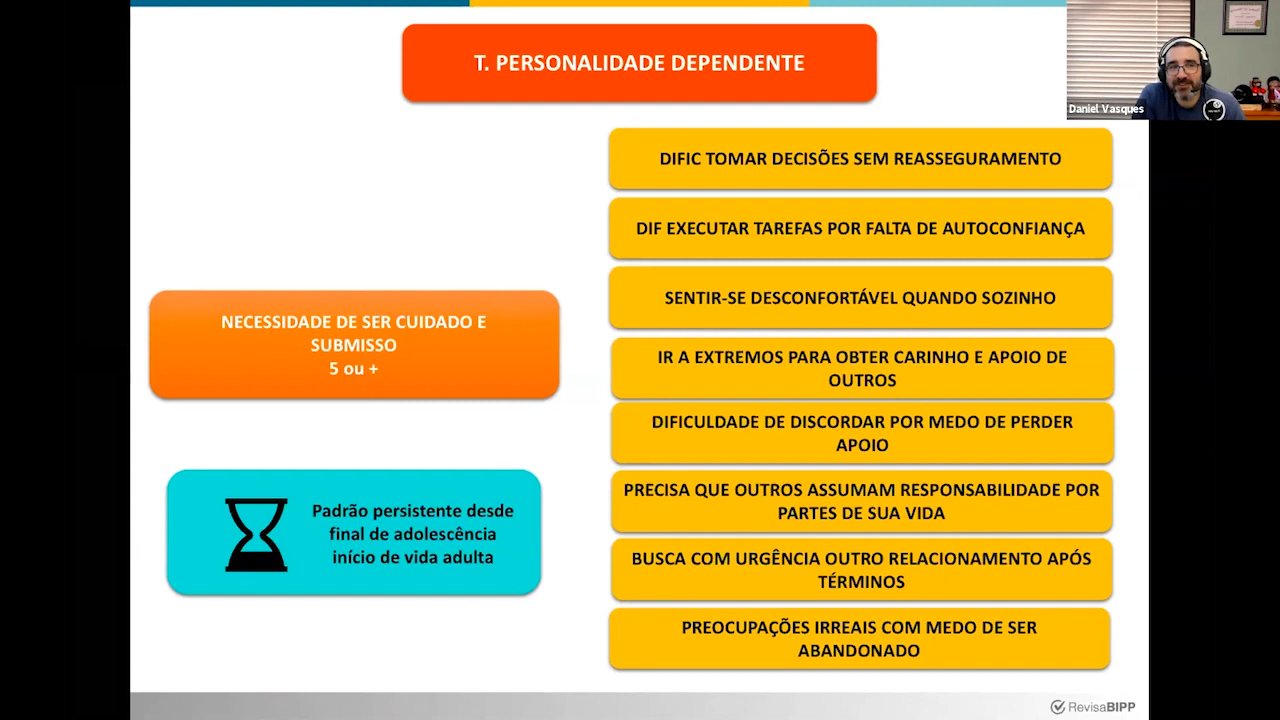 T. PERSONALIDADE DEPENDENTE
Daniel Vasques
DIFIC TOMAR DECISÕES SEM REASSEGURAMENTO
DIF EXECUTAR TAREFAS POR FALTA DE AUTOCONFIANÇA
SENTIR-SE DESCONFORTÁVEL QUANDO SOZINHO
IR A EXTREMOS PARA OBTER CARINHO E APOIO DE
OUTROS
DIFICULDADE DE DISCORDAR POR MEDO DE PERDER
APOIO
PRECISA QUE OUTROS ASSUMAM RESPONSABILIDADE POR
PARTES DE SUA VIDA
BUSCA COM URGÊNCIA OUTRO RELACIONAMENTO APÓS
TÉRMINOS
PREOCUPAÇÕES IRREAIS COM MEDO DE SER
ABANDONADO
NECESSIDADE DE SER CUIDADO E
SUBMISSO
5 ou +
Padrão persistente desde
final de adolescência
início de vida adulta
RevisaBIPP